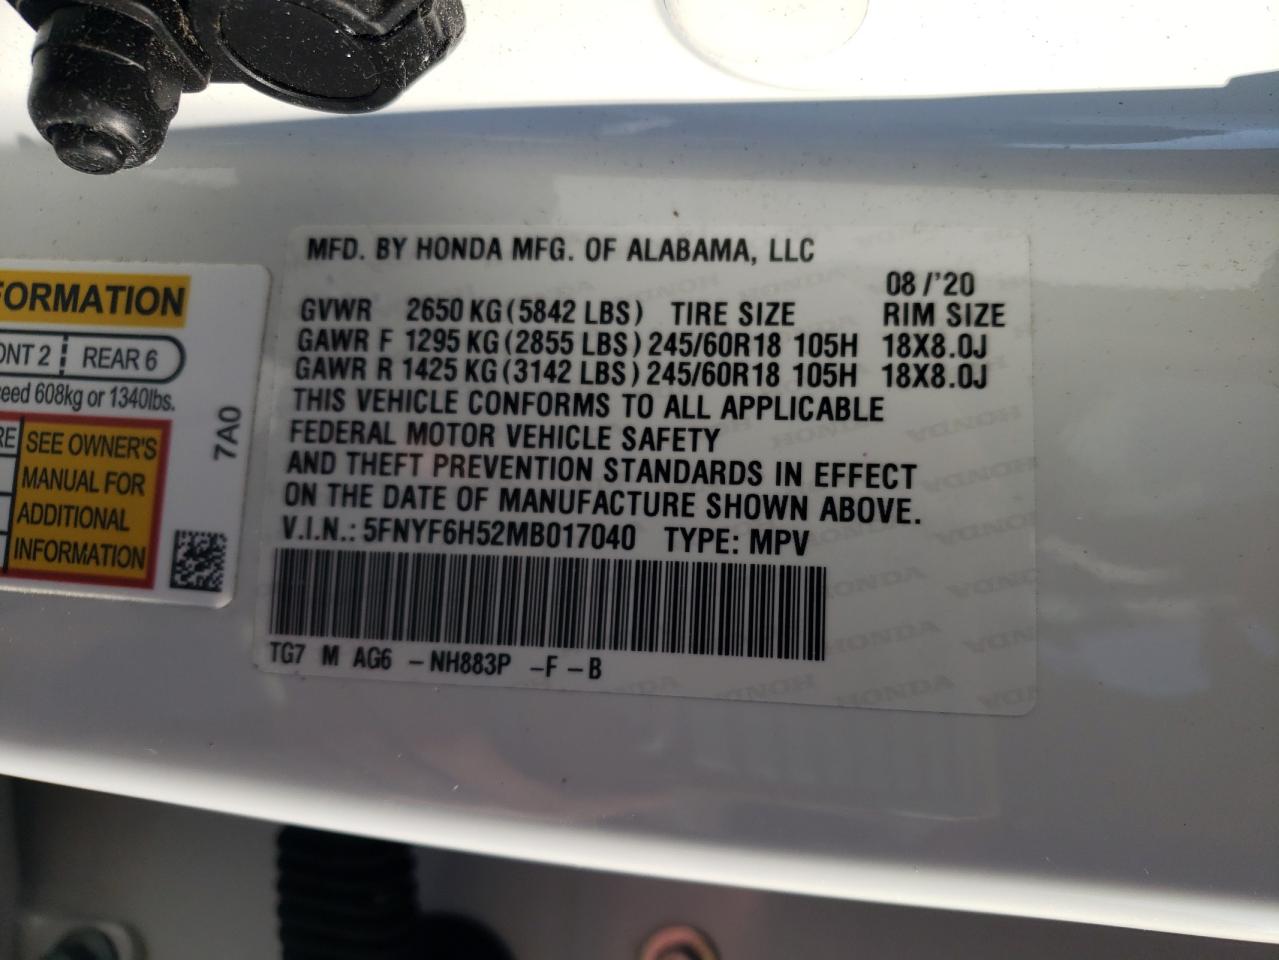 MFD. BY HONDA MFG. OF ALABAMA, LLC
08 /'20
GVWR 2650 KG (5842 LBS) TIRE SIZE RIM SIZE
GAWR F 1295 KG (2855 LBS) 245/60R18 105H 18X8.0J
GAWR R 1425 KG (3142 LBS) 245/60R18 105H 18X8.0J
THIS VEHICLE CONFORMS TO ALL APPLICABLE
FEDERAL MOTOR VEHICLE SAFETY
AND THEFT PREVENTION STANDARDS IN EFFECT
ON THE DATE OF MANUFACTURE SHOWN ABOVE.
V.I.N.: 5FNYF6H52MB017040 TYPE: MPV
TG7 M AG6 -NH883P -F -B
FORMATION
ONT 2 REAR 6
ceed 608kg or 1340lbs.
RE
SEE OWNER'S
MANUAL FOR
ADDITIONAL
INFORMATION
7A0
HONDA